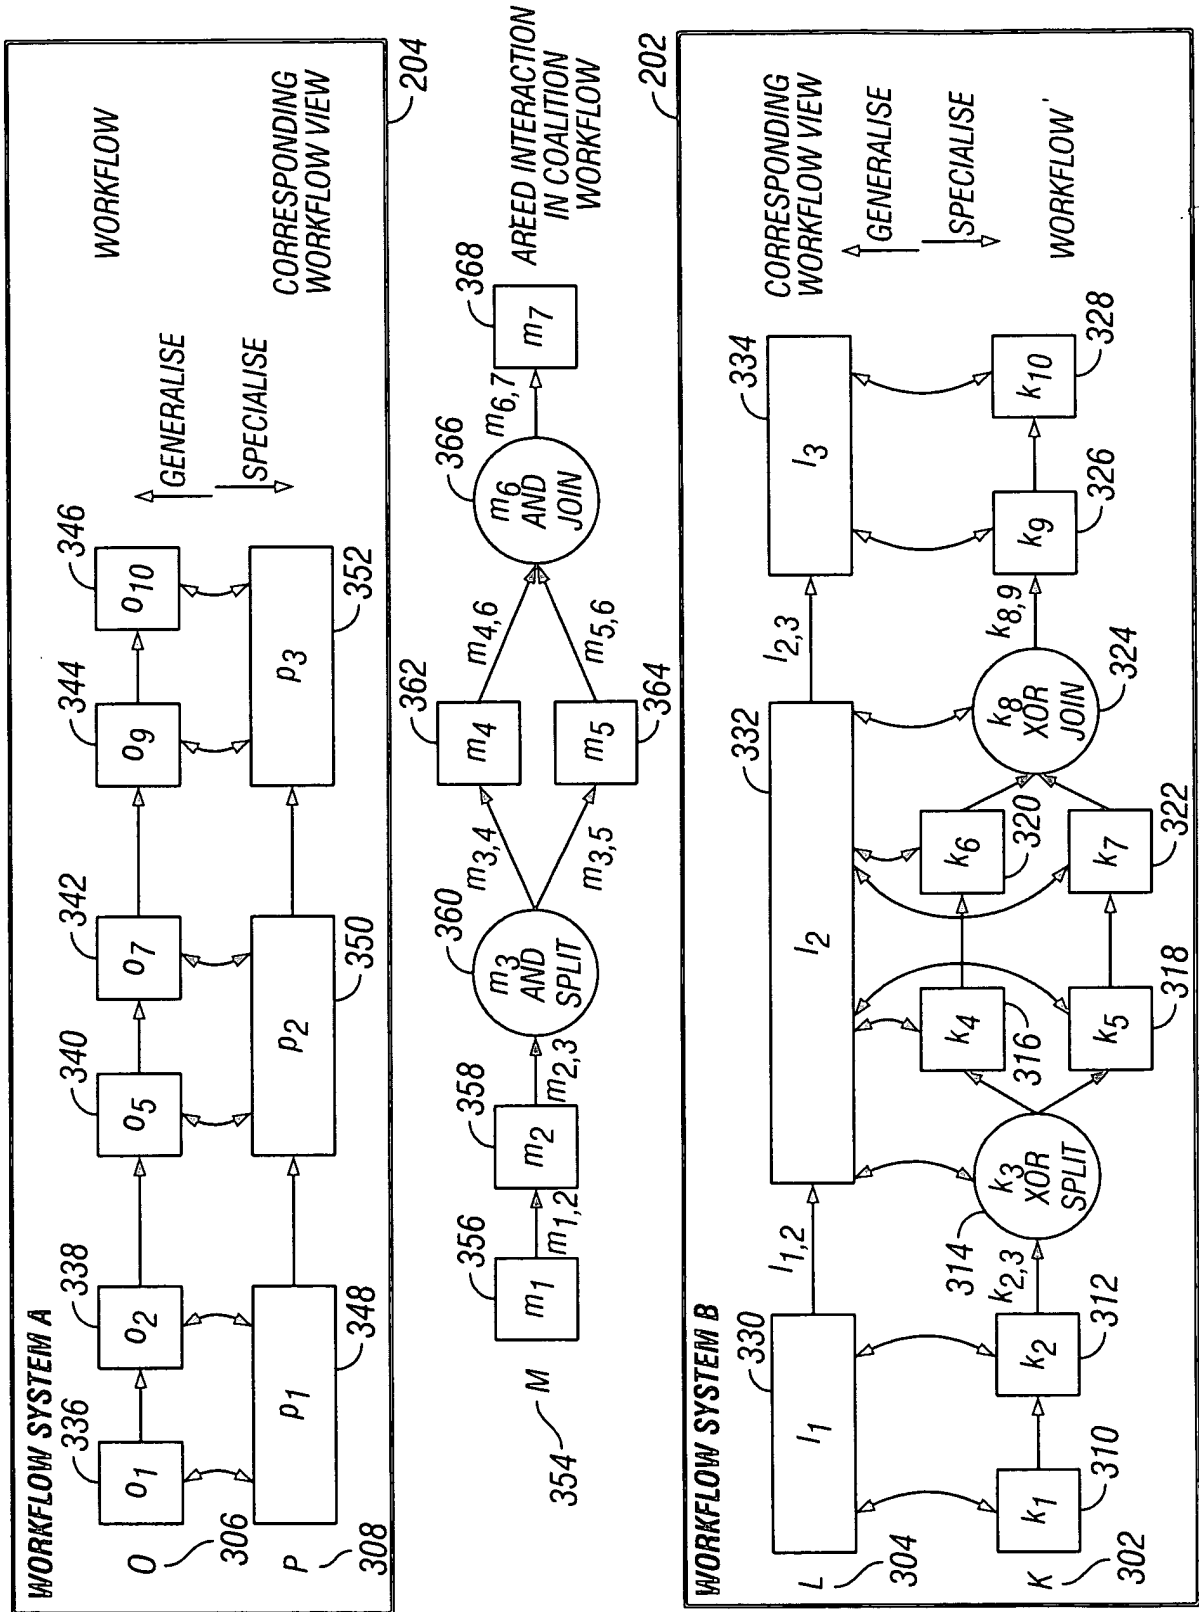 WORKFLOW SYSTEM A
O
306
P
308
336
o1
338
o2
340
o5
342
o7
344
o9
346
o10
GENERALISE
SPECIALISE
WORKFLOW
CORRESPONDING
WORKFLOW VIEW
204
p1
348
p2
350
p3
352
M
354
356
m1
m1,2
358
m2
m2,3
360
m3
AND
SPLIT
m3,4
m3,5
362
m4
m5
364
m4,6
m5,6
366
m6
AND
JOIN
m6,7
368
m7
AREED INTERACTION
IN COALITION
WORKFLOW
WORKFLOW SYSTEM B
202
L
304
K
302
330
l1
l1,2
332
l2
l2,3
334
l3
CORRESPONDING
WORKFLOW VIEW
GENERALISE
SPECIALISE
WORKFLOW'
k1
310
k2
312
k2,3
314
k3
XOR
SPLIT
k4
316
k5
318
k6
320
k7
322
k8
XOR
JOIN
324
k8,9
k9
326
k10
328